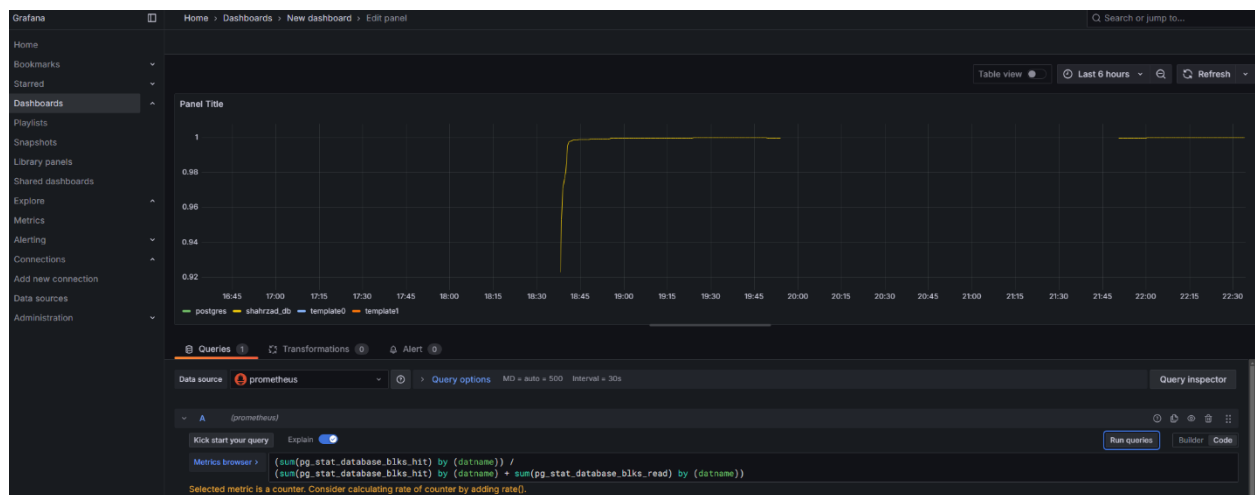 Grafana
Home › Dashboards › New dashboard › Edit panel
Search or jump to...
Home
Bookmarks
Starred
Dashboards
Playlists
Snapshots
Library panels
Shared dashboards
Explore
Metrics
Alerting
Connections
Add new connection
Data sources
Administration
Table view
Last 6 hours
Refresh
Panel Title
1
0.98
0.96
0.94
0.92
16:45 17:00 17:15 17:30 17:45 18:00 18:15 18:30 18:45 19:00 19:15 19:30 19:45 20:00 20:15 20:30 20:45 21:00 21:15 21:30 21:45 22:00 22:15 22:30
postgres shahrzad_db template0 template1
Queries 1 Transformations 0 Alert 0
Data source prometheus › Query options MD = auto = 500 Interval = 30s Query inspector
A (prometheus)
Kick start your query Explain Run queries Builder Code
Metrics browser › (sum(pg_stat_database_blks_hit) by (datname)) /
(sum(pg_stat_database_blks_hit) by (datname) + sum(pg_stat_database_blks_read) by (datname))
Selected metric is a counter. Consider calculating rate of counter by adding rate().